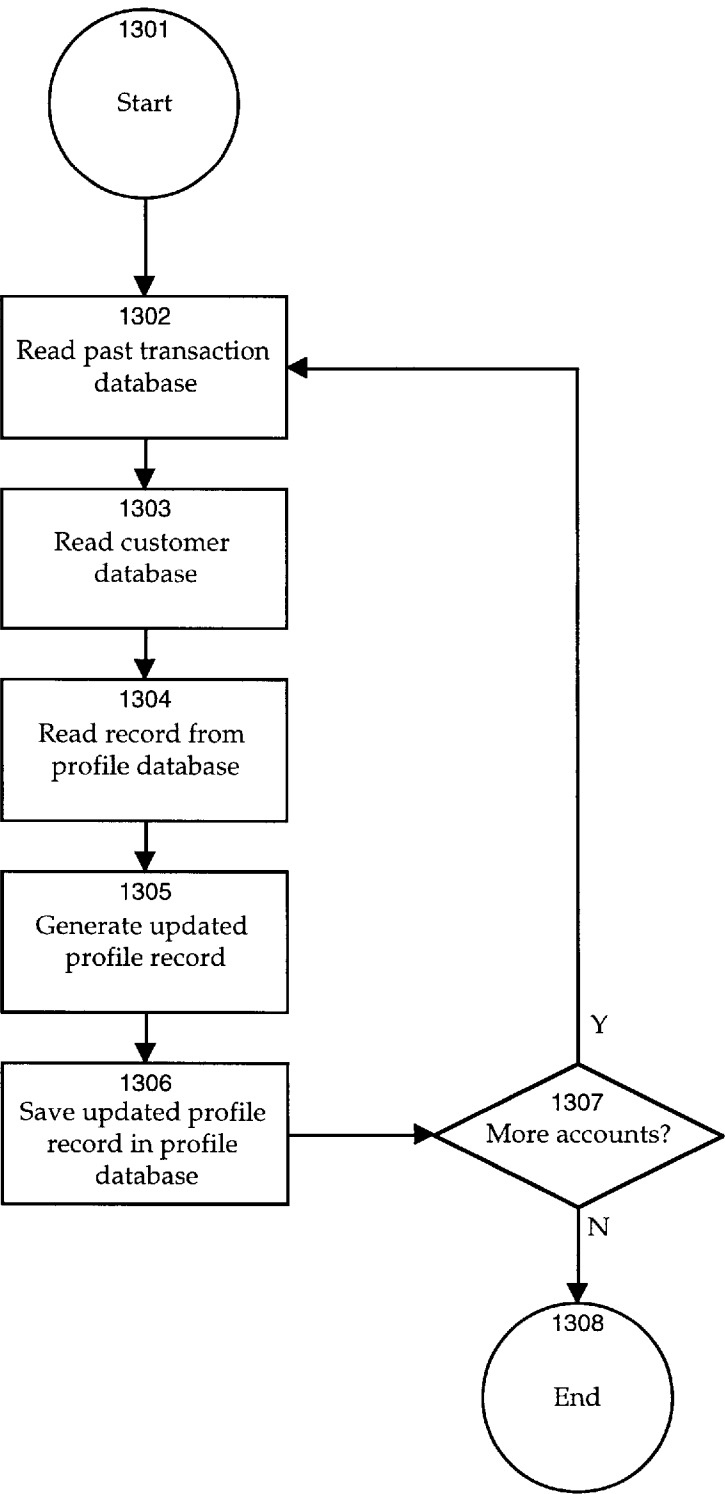 1301
Start
1302
Read past transaction
database
1303
Read customer
database
1304
Read record from
profile database
1305
Generate updated
profile record
1306
Save updated profile
record in profile
database
Y
1307
More accounts?
N
1308
End